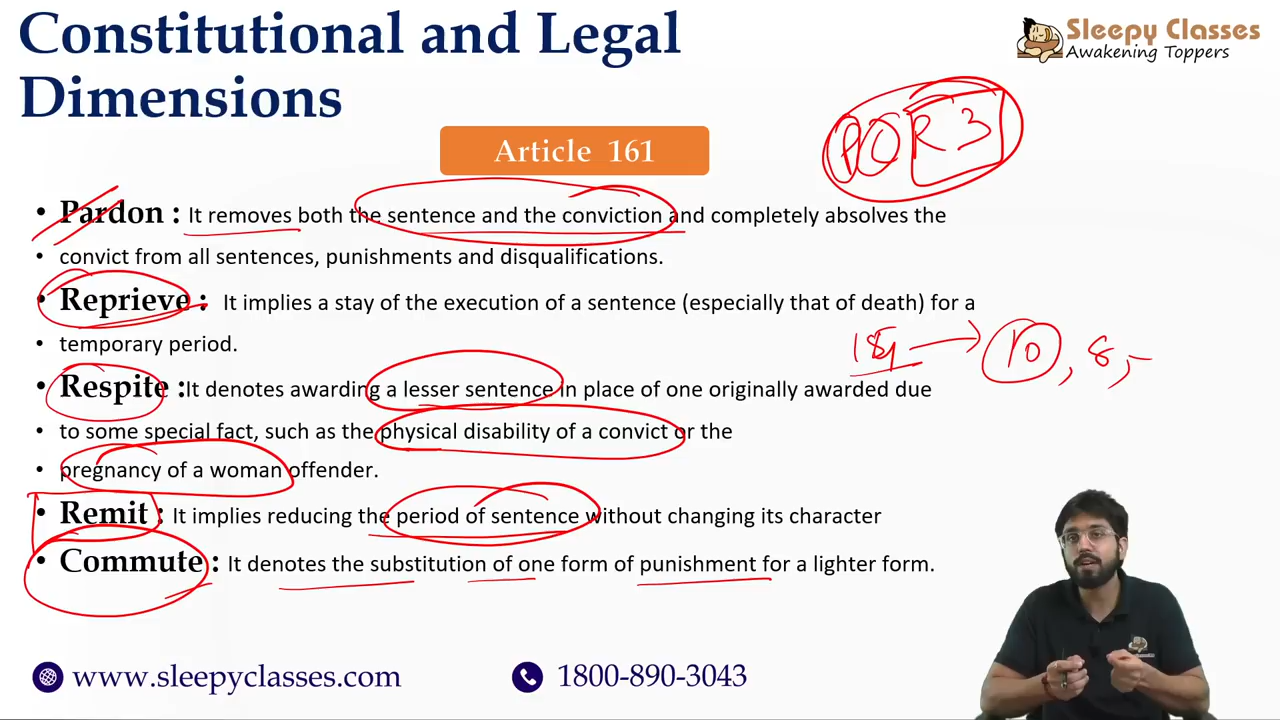 Constitutional and Legal
Dimensions
Sleepy Classes
Awakening Toppers
Article 161
• Pardon : It removes both the sentence and the conviction and completely absolves the
• convict from all sentences, punishments and disqualifications.
• Reprieve : It implies a stay of the execution of a sentence (especially that of death) for a
• temporary period.
• Respite :It denotes awarding a lesser sentence in place of one originally awarded due
• to some special fact, such as the physical disability of a convict or the
• pregnancy of a woman offender.
• Remit : It implies reducing the period of sentence without changing its character
• Commute : It denotes the substitution of one form of punishment for a lighter form.
R 3
10, 8,
www.sleepyclasses.com
1800-890-3043